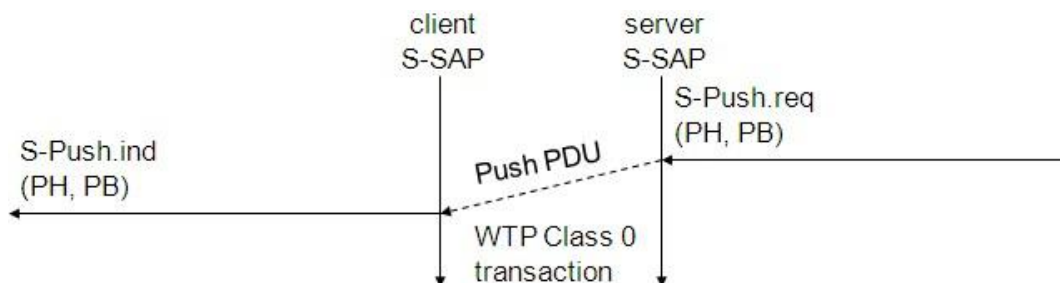 client
S-SAP
server
S-SAP
S-Push.req
(PH, PB)
S-Push.ind
(PH, PB)
Push PDU
WTP Class 0
transaction